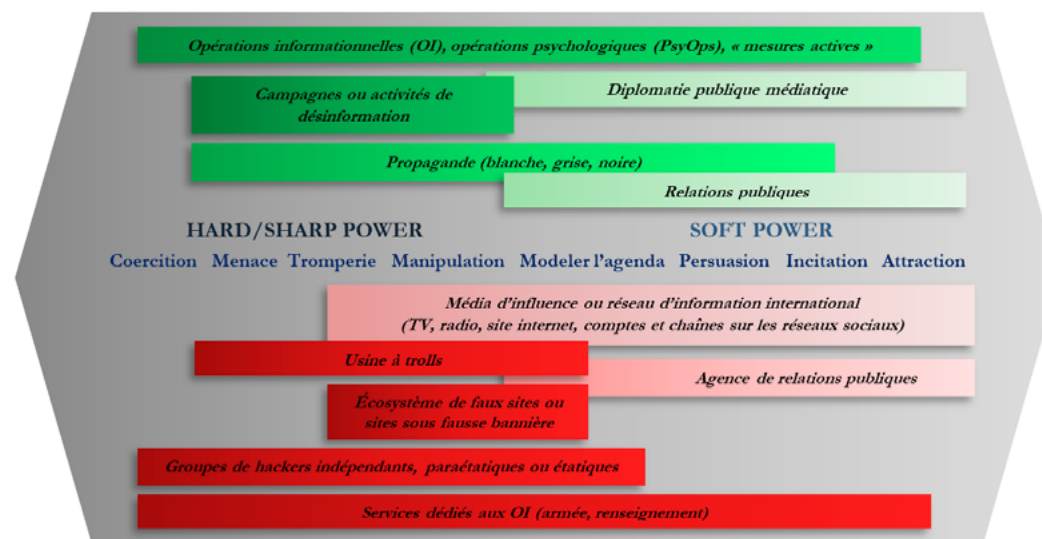 Opérations informationnelles (OI), opérations psychologiques (PsyOps), « mesures actives »
Campagnes ou activités de
désinformation
Diplomatie publique médiatique
Propagande (blanche, grise, noire)
Relations publiques
HARD/SHARP POWER
SOFT POWER
Coercition Menace Tromperie Manipulation Modeler l'agenda Persuasion Incitation Attraction
Média d'influence ou réseau d'information international
(TV, radio, site internet, comptes et chaînes sur les réseaux sociaux)
Usine à trolls
Agence de relations publiques
Écosystème de faux sites ou
sites sous fausse bannière
Groupes de hackers indépendants, paraétatiques ou étatiques
Services dédiés aux OI (armée, renseignement)